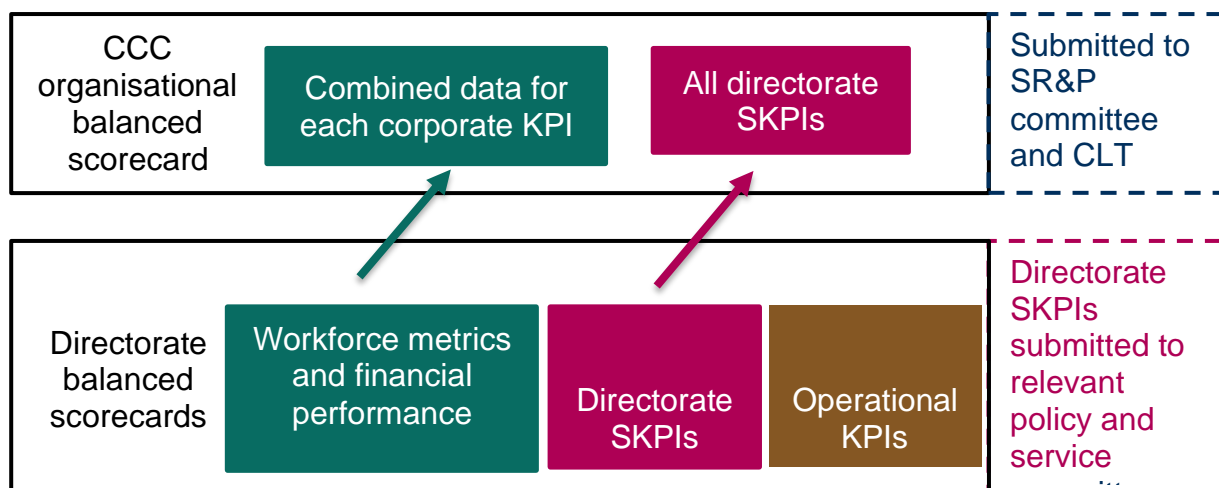 CCC
organisational
balanced
scorecard
Combined data for
each corporate KPI
All directorate
SKPIs
Submitted to
SR&P
committee
and CLT
Directorate
balanced
scorecards
Workforce metrics
and financial
performance
Directorate
SKPIs
Operational
KPIs
Directorate
SKPIs
submitted to
relevant
policy and
service